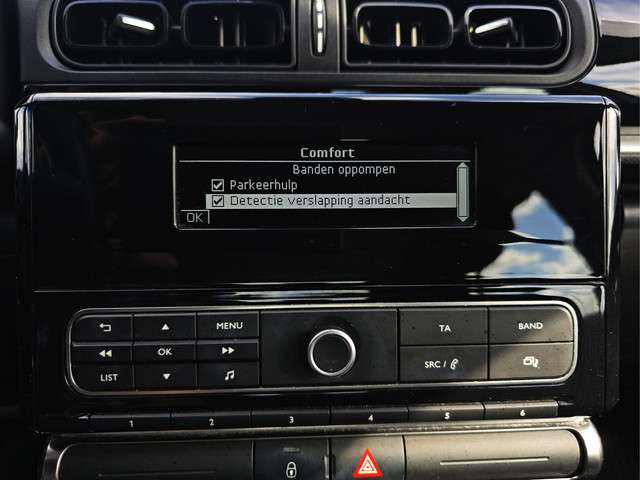 Comfort
Banden oppompen
Parkeerhulp
Detectie verslapping aandacht
OK
MENU
TA
BAND
OK
SRC /
LIST
1 2 3 4 5 6